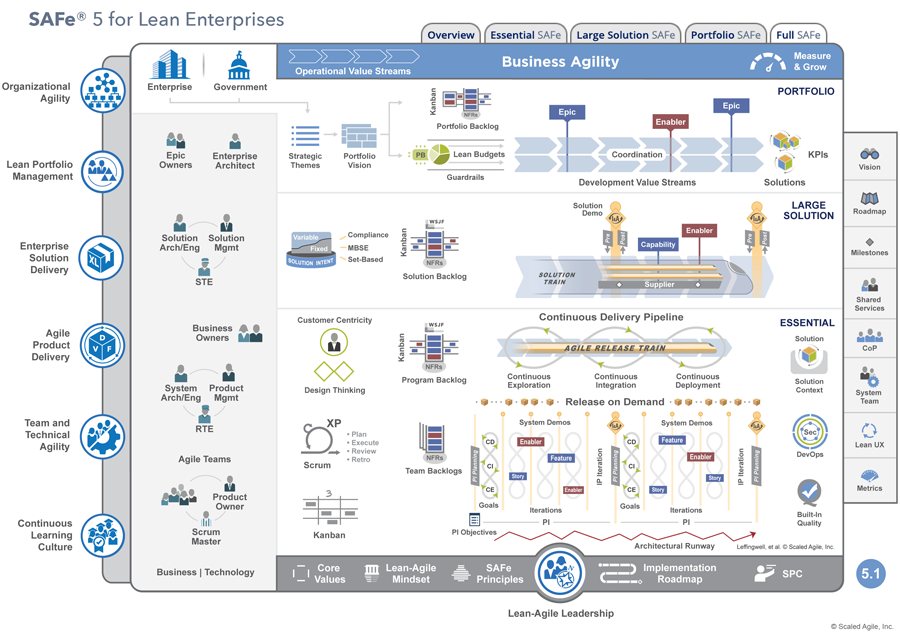 SAFe® 5 for Lean Enterprises
Overview
Essential SAFe
Large Solution SAFe
Portfolio SAFe
Full SAFe
Organizational
Agility
Lean Portfolio
Management
Enterprise
Solution
Delivery
Agile
Product
Delivery
Team and
Technical
Agility
Continuous
Learning
Culture
XL
D
V F
Enterprise
Government
Operational Value Streams
Business Agility
Measure
& Grow
PORTFOLIO
Epic
Owners
Enterprise
Architect
Strategic
Themes
Portfolio
Vision
Kanban
NFRs
Portfolio Backlog
PB
Lean Budgets
Guardrails
Epic
Enabler
Epic
Coordination
Development Value Streams
KPIs
Solutions
LARGE
SOLUTION
Solution
Arch/Eng
Solution
Mgmt
STE
Variable
Fixed
SOLUTION INTENT
Compliance
MBSE
Set-Based
Kanban
WSJF
NFRs
Solution Backlog
Solution
Demo
I&A
Pre
Post
SOLUTION
TRAIN
Capability
Enabler
Supplier
I&A
Pre
Post
ESSENTIAL
Business
Owners
System
Arch/Eng
Product
Mgmt
RTE
Agile Teams
Product
Owner
Scrum
Master
Business | Technology
Customer Centricity
Design Thinking
Kanban
WSJF
NFRs
Program Backlog
Continuous Delivery Pipeline
AGILE RELEASE TRAIN
Continuous
Exploration
Continuous
Integration
Continuous
Deployment
Release on Demand
Solution
Solution
Context
XP
Scrum
• Plan
• Execute
• Review
• Retro
3
Kanban
NFRs
Team Backlogs
System Demos
System Demos
PI Planning
CD
CI
CE
Goals
Enabler
Feature
Story
Enabler
Iterations
IP Iteration
I&A
PI Planning
CD
CI
CE
Goals
Feature
Enabler
Story
Story
Iterations
IP Iteration
I&A
PI Planning
PI
PI
PI Objectives
Architectural Runway
Leffingwell, et al. © Scaled Agile, Inc.
Sec
DevOps
Built-In
Quality
Vision
Roadmap
Milestones
Shared
Services
CoP
System
Team
Lean UX
Metrics
Core
Values
Lean-Agile
Mindset
SAFe
Principles
Implementation
Roadmap
SPC
5.1
Lean-Agile Leadership
© Scaled Agile, Inc.